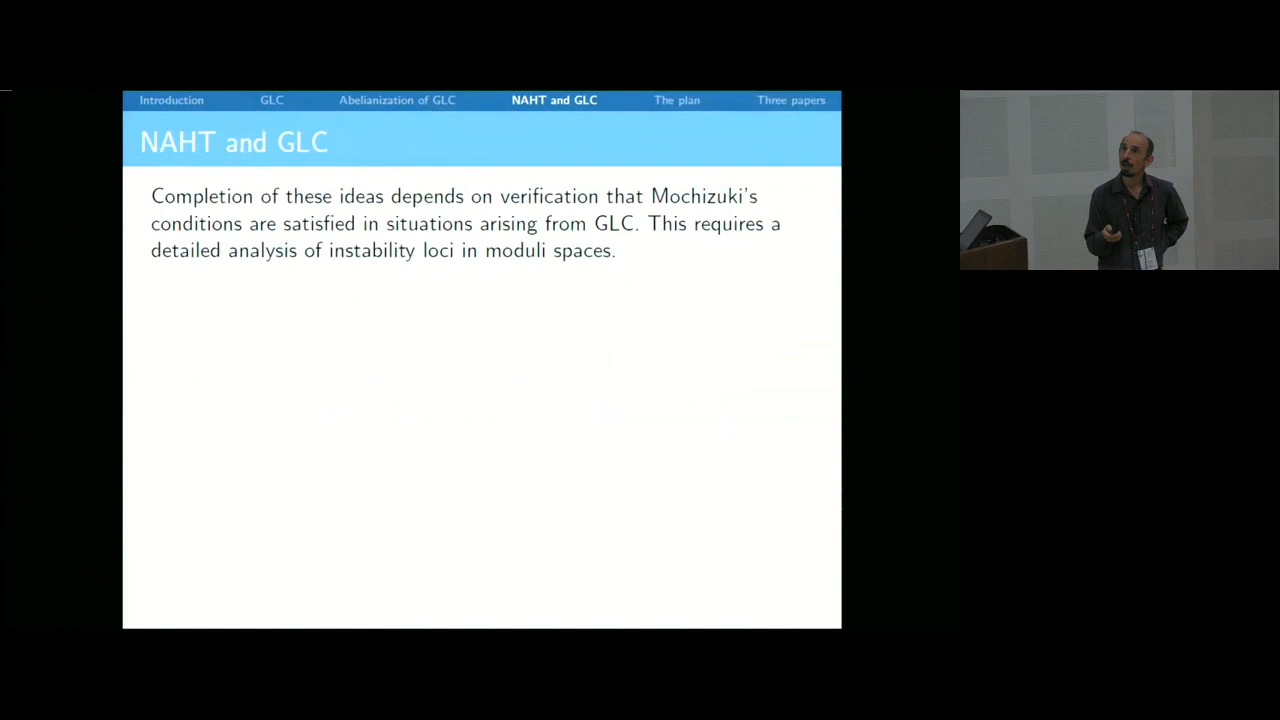 Introduction GLC Abelianization of GLC NAHT and GLC The plan Three papers
NAHT and GLC
Completion of these ideas depends on verification that Mochizuki's
conditions are satisfied in situations arising from GLC. This requires a
detailed analysis of instability loci in moduli spaces.